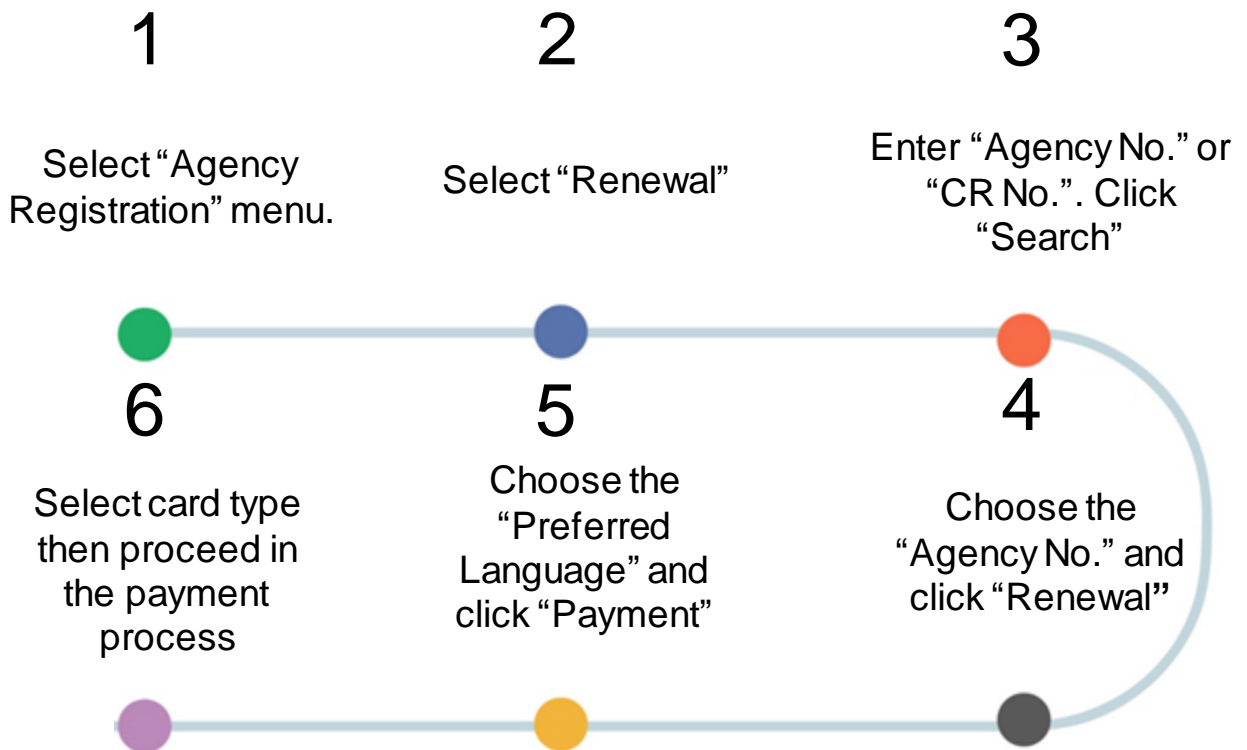 1
Select “Agency
Registration” menu.
2
Select “Renewal”
3
Enter “Agency No.” or
“CR No.”. Click
“Search”
4
Choose the
“Agency No.” and
click “Renewal”
5
Choose the
“Preferred
Language” and
click “Payment”
6
Select card type
then proceed in
the payment
process